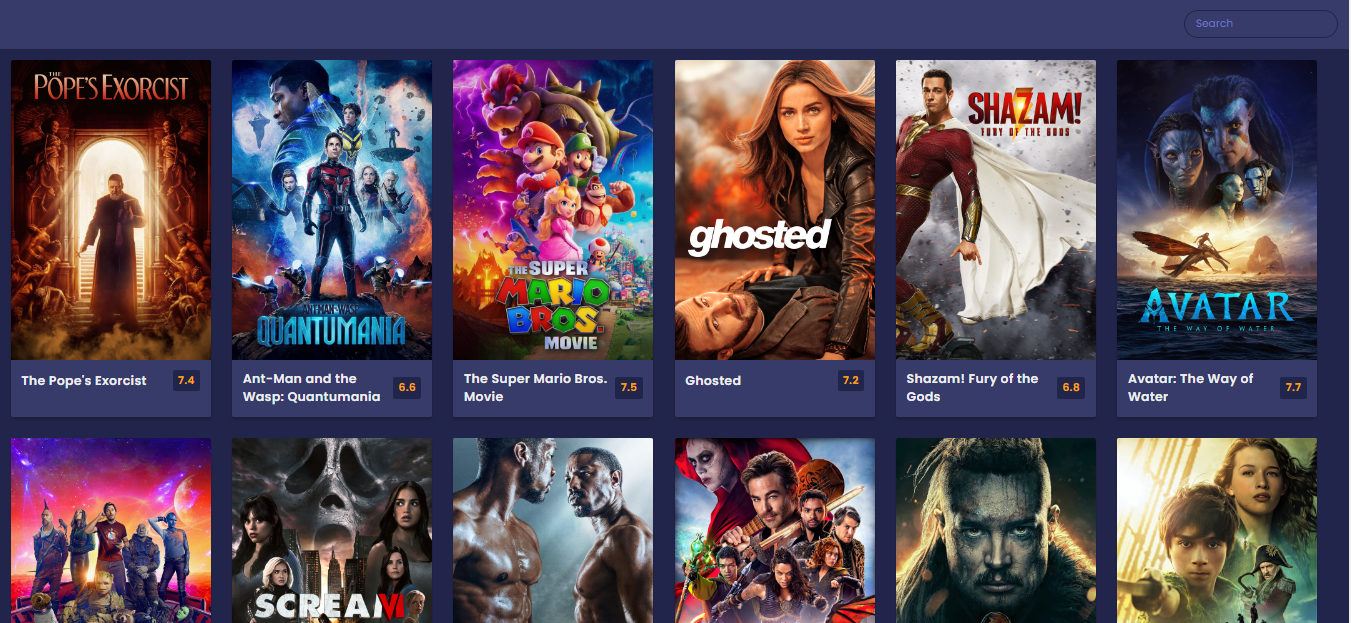 Search
THE
POPE'S EXORCIST
ANT-MAN AND THE WASP
QUANTUMANIA
THE SUPER
MARIO
BROS.
MOVIE
ghosted
SHAZAM!
FURY OF THE GODS
AVATAR
THE WAY OF WATER
The Pope's Exorcist
7.4
Ant-Man and the
Wasp: Quantumania
6.6
The Super Mario Bros.
Movie
7.5
Ghosted
7.2
Shazam! Fury of the
Gods
6.8
Avatar: The Way of
Water
7.7
SCREAM VI